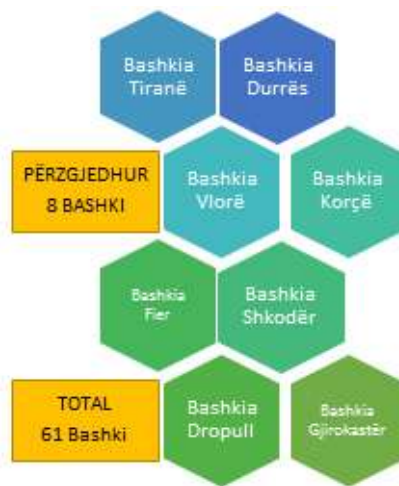 Bashkia
Tiranë
Bashkia
Durrës
PËRZGJEDHUR
8 BASHKI
Bashkia
Vlorë
Bashkia
Korçë
Bashkia
Fier
Bashkia
Shkodër
TOTAL
61 Bashki
Bashkia
Dropull
Bashkia
Gjirokastër